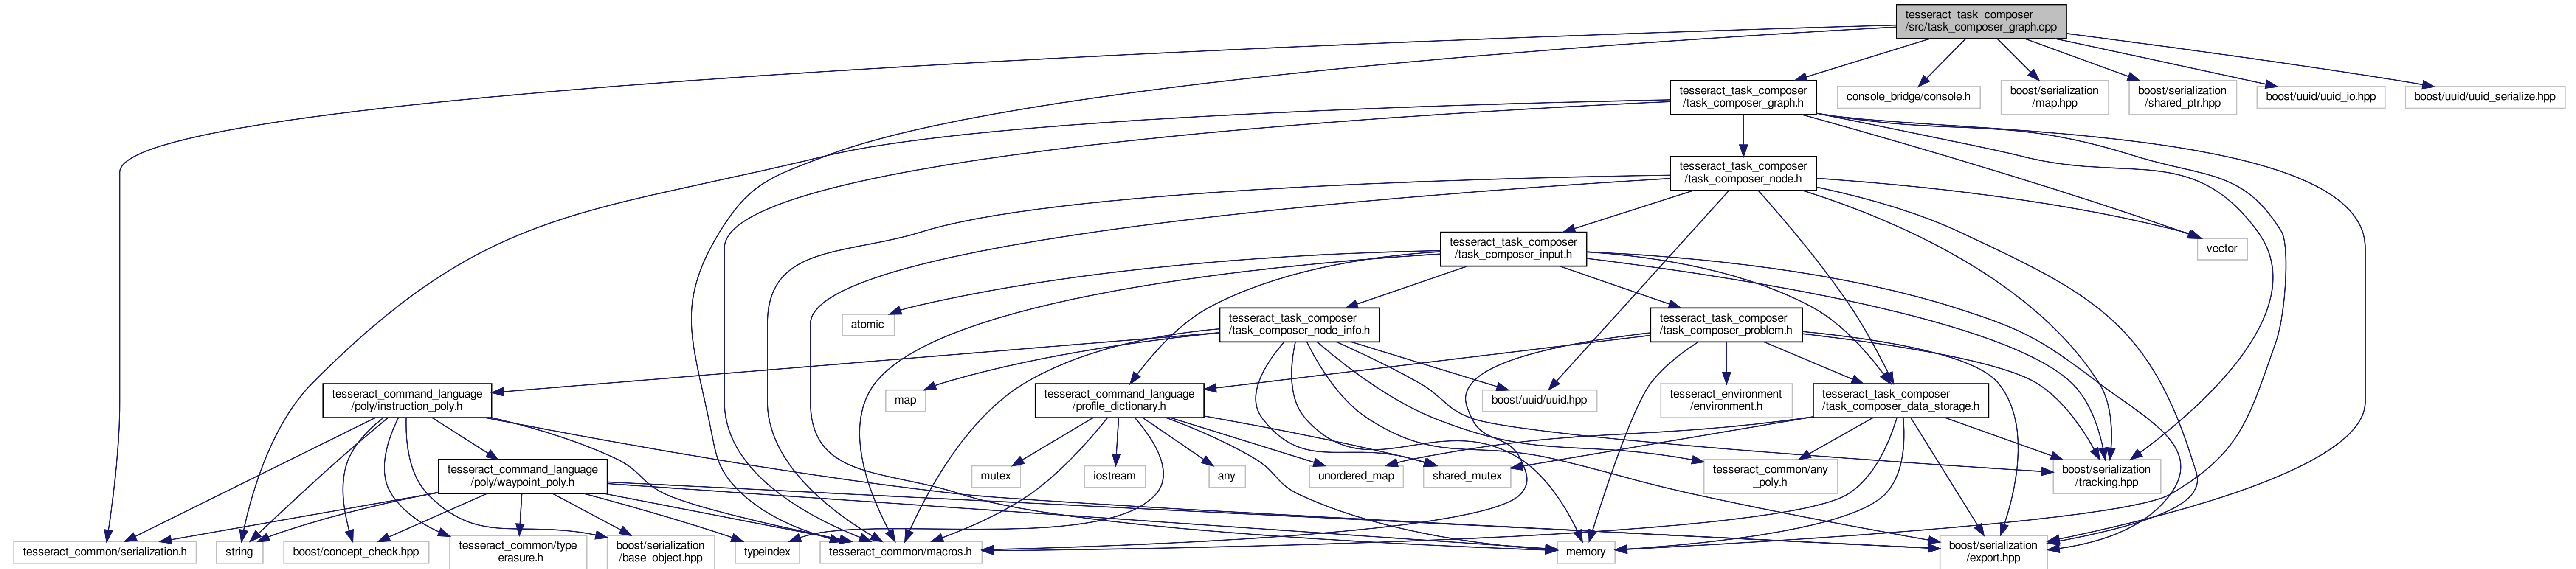 tesseract_task_composer
/src/task_composer_graph.cpp
tesseract_task_composer
/task_composer_graph.h
console_bridge/console.h
boost/serialization
/map.hpp
boost/serialization
/shared_ptr.hpp
boost/uuid/uuid_io.hpp
boost/uuid/uuid_serialize.hpp
tesseract_task_composer
/task_composer_node.h
tesseract_task_composer
/task_composer_input.h
vector
atomic
tesseract_task_composer
/task_composer_node_info.h
tesseract_task_composer
/task_composer_problem.h
tesseract_command_language
/poly/instruction_poly.h
map
tesseract_command_language
/profile_dictionary.h
boost/uuid/uuid.hpp
tesseract_environment
/environment.h
tesseract_task_composer
/task_composer_data_storage.h
tesseract_command_language
/poly/waypoint_poly.h
mutex
iostream
any
unordered_map
shared_mutex
tesseract_common/any
_poly.h
boost/serialization
/tracking.hpp
tesseract_common/serialization.h
string
boost/concept_check.hpp
tesseract_common/type
_erasure.h
boost/serialization
/base_object.hpp
typeindex
tesseract_common/macros.h
memory
boost/serialization
/export.hpp